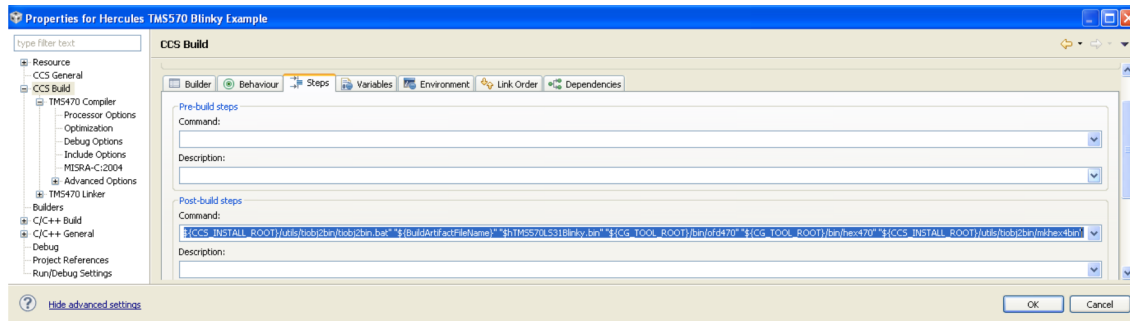 Properties for Hercules TMS570 Blinky Example
type filter text
CCS Build
Resource
CCS General
CCS Build
TMS470 Compiler
Processor Options
Optimization
Debug Options
Include Options
MISRA-C:2004
Advanced Options
TMS470 Linker
Builders
C/C++ Build
C/C++ General
Debug
Project References
Run/Debug Settings
Builder Behaviour Steps Variables Environment Link Order Dependencies
Pre-build steps
Command:
Description:
Post-build steps
Command:
${CCS_INSTALL_ROOT}/utils/tiobj2bin/tiobj2bin.bat" "${BuildArtifactFileName}" "$hTMS570LS31Blinky.bin" "${CG_TOOL_ROOT}/bin/ofd470" "${CG_TOOL_ROOT}/bin/hex470" "${CCS_INSTALL_ROOT}/utils/tiobj2bin/mkhex4bin"
Description:
? Hide advanced settings
OK Cancel